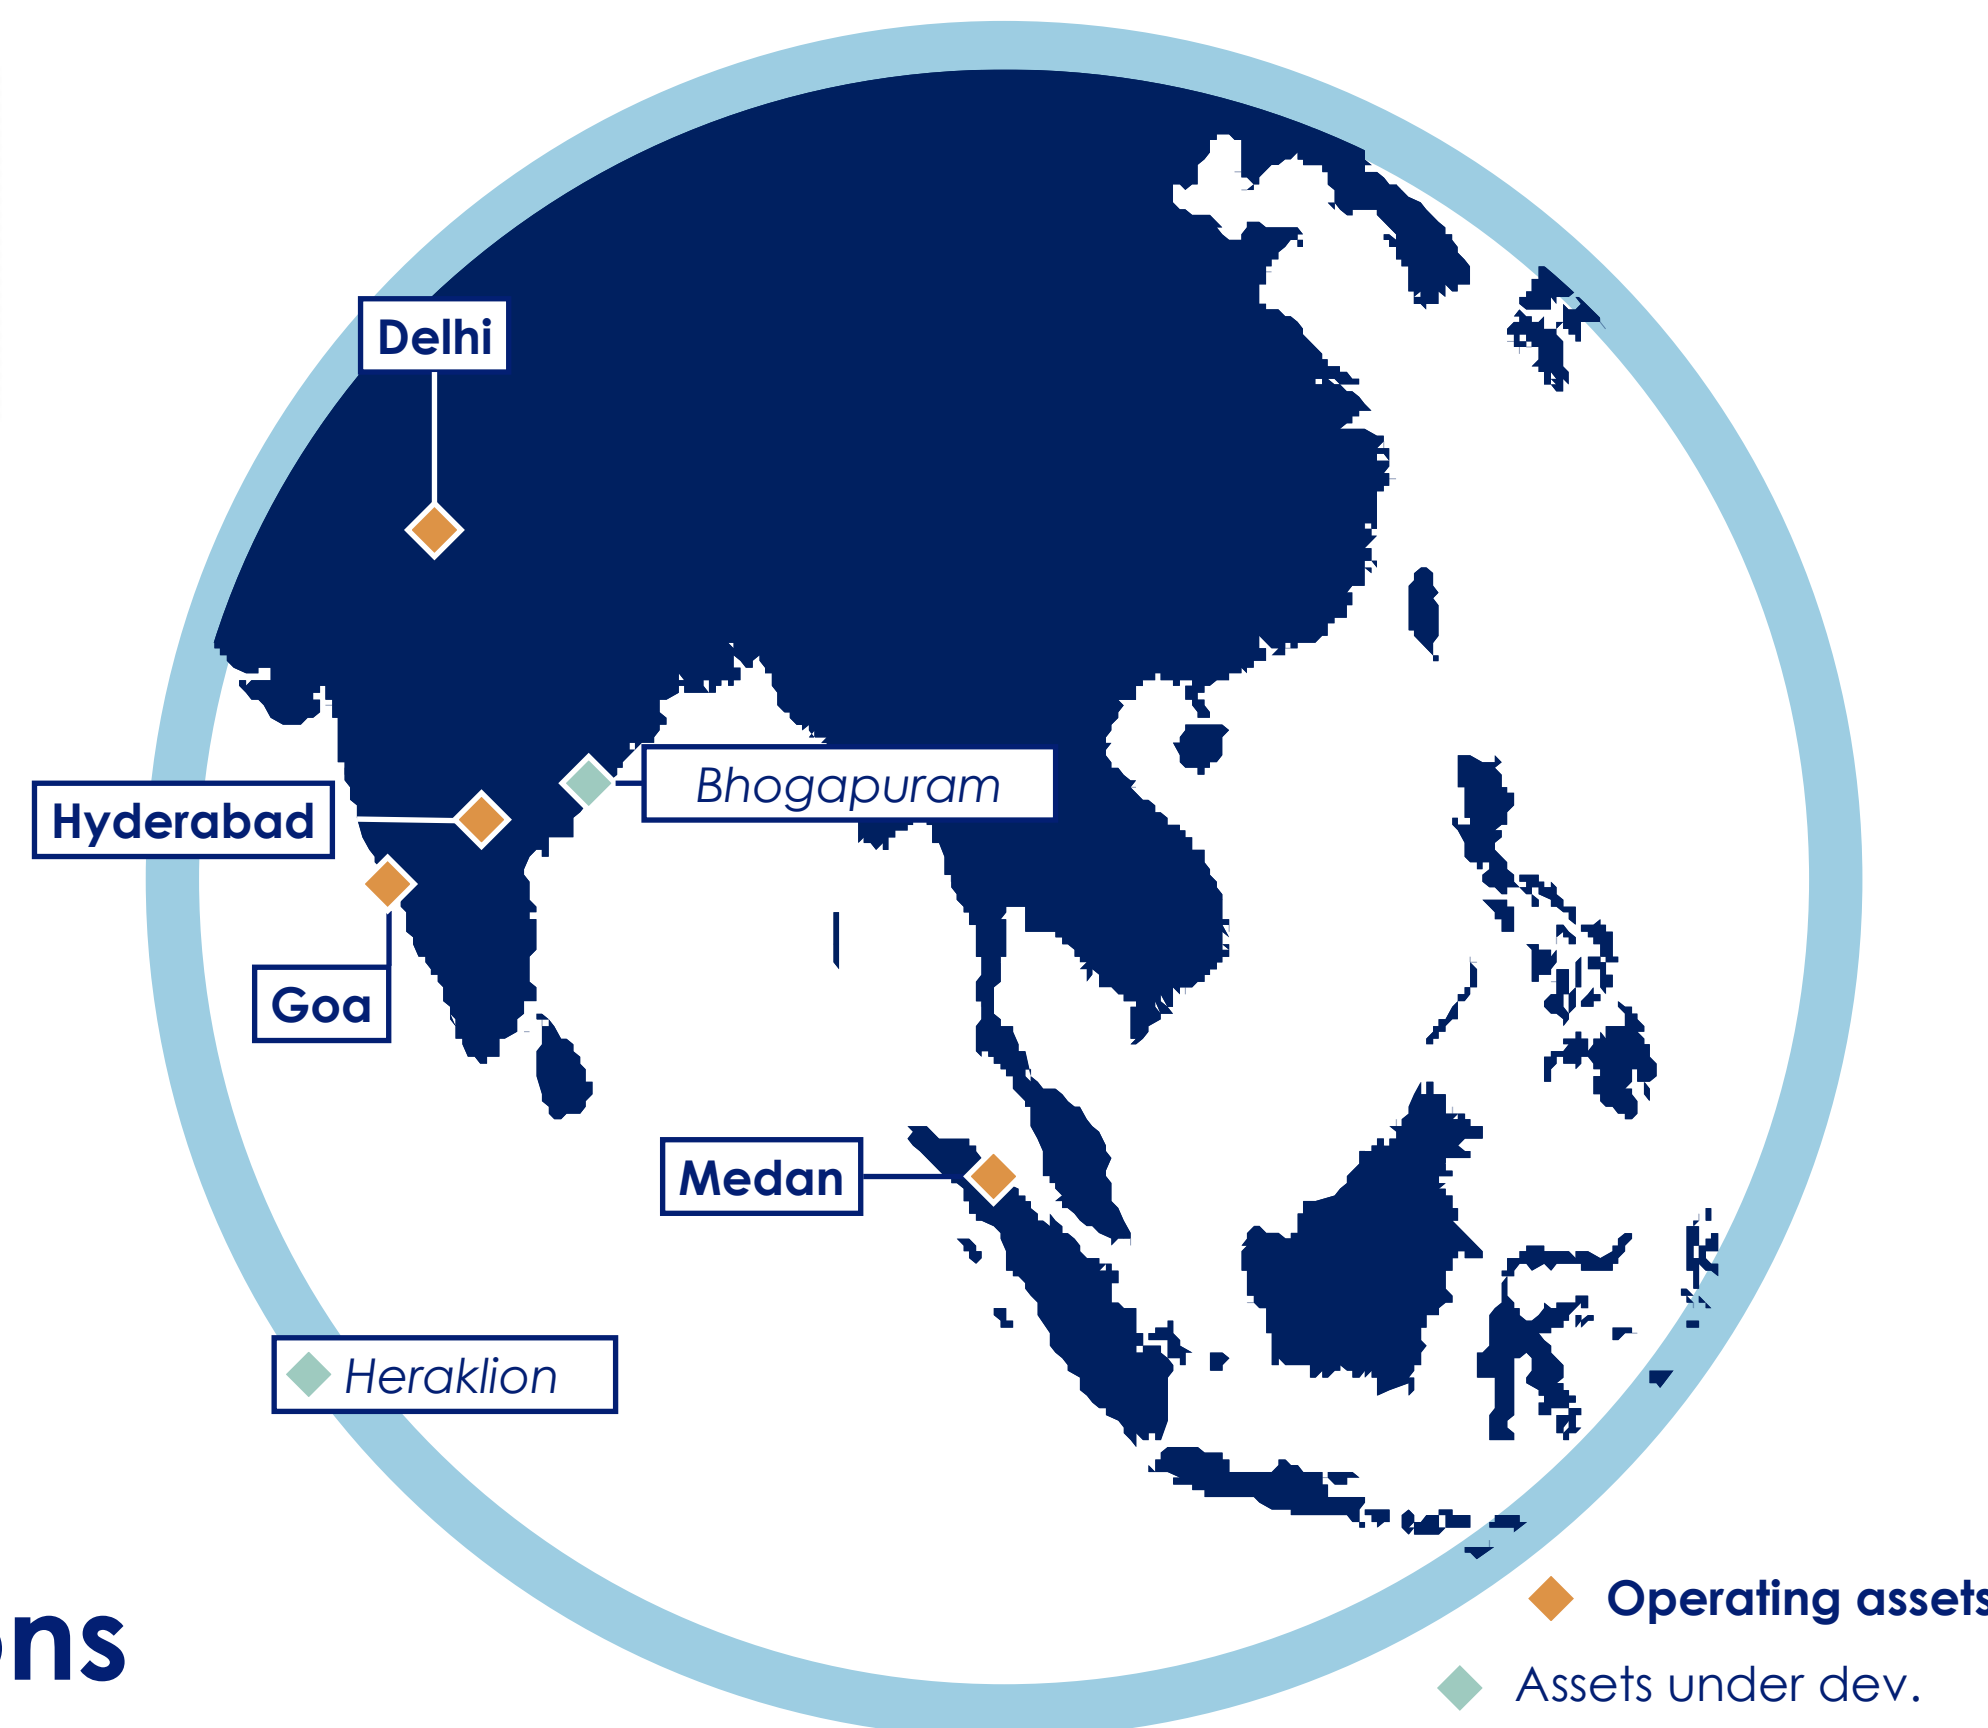 Delhi
Bhogapuram
Hyderabad
Goa
Medan
Heraklion
Operating assets
Assets under dev.